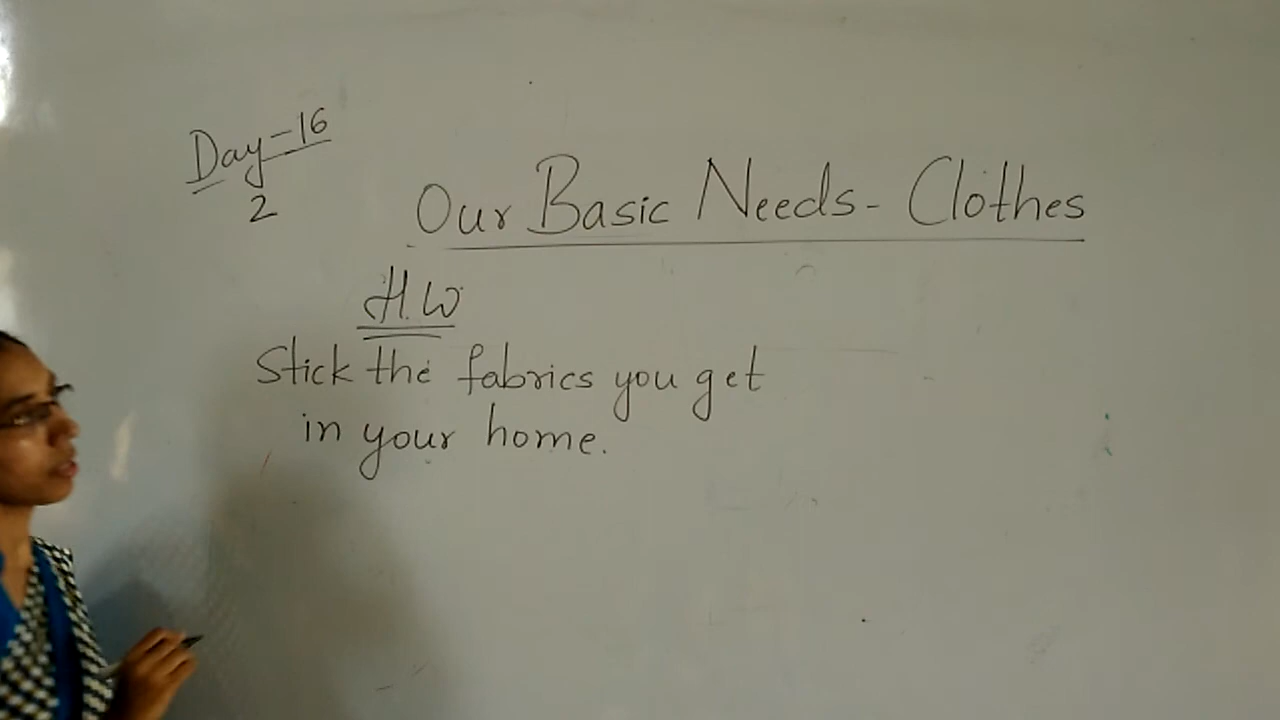 Day-16
2
Our Basic Needs - Clothes
H.W
Stick the fabrics you get
in your home.